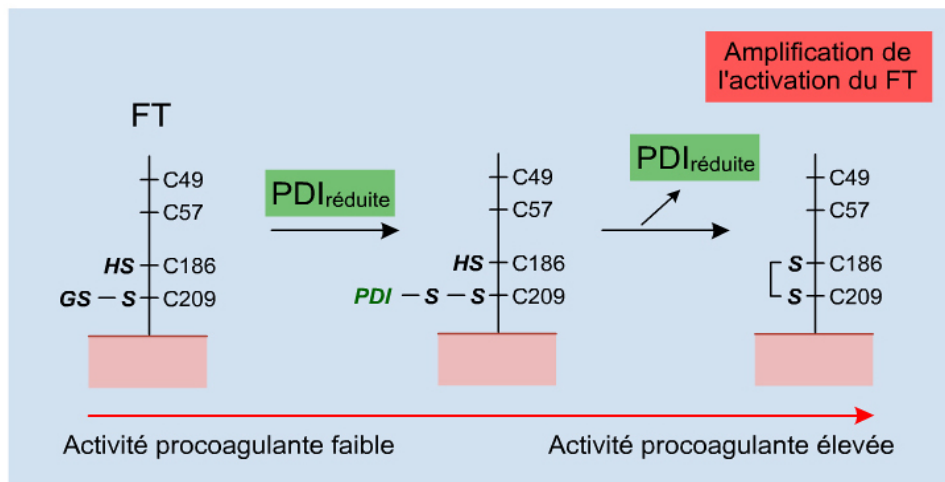 Amplification de
l'activation du FT
FT
C49
C57
HS C186
GS S C209
PDIréduite
C49
C57
HS C186
PDI S S C209
PDIréduite
C49
C57
S C186
S C209
Activité procoagulante faible
Activité procoagulante élevée